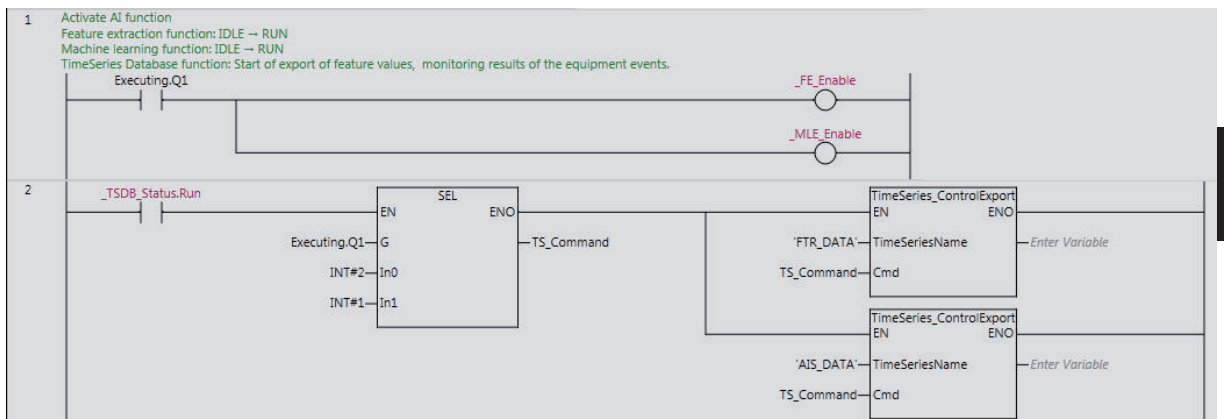 1
Activate AI function
Feature extraction function: IDLE → RUN
Machine learning function: IDLE → RUN
TimeSeries Database function: Start of export of feature values, monitoring results of the equipment events.
Executing.Q1
_FE_Enable
_MLE_Enable
2
_TSDB_Status.Run
SEL
EN ENO
Executing.Q1 G TS_Command
INT#2 In0
INT#1 In1
TimeSeries_ControlExport
EN ENO
'FTR_DATA' TimeSeriesName Enter Variable
TS_Command Cmd
TimeSeries_ControlExport
EN ENO
'AIS_DATA' TimeSeriesName Enter Variable
TS_Command Cmd